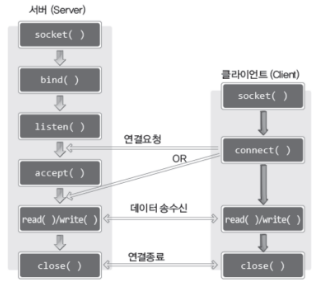 서버 (Server)
socket( )
bind( )
클라이언트 (Client)
socket( )
listen( )
연결요청
connect( )
OR
accept( )
데이터 송수신
read( )/write( )
read( )/write( )
연결종료
close( )
close( )